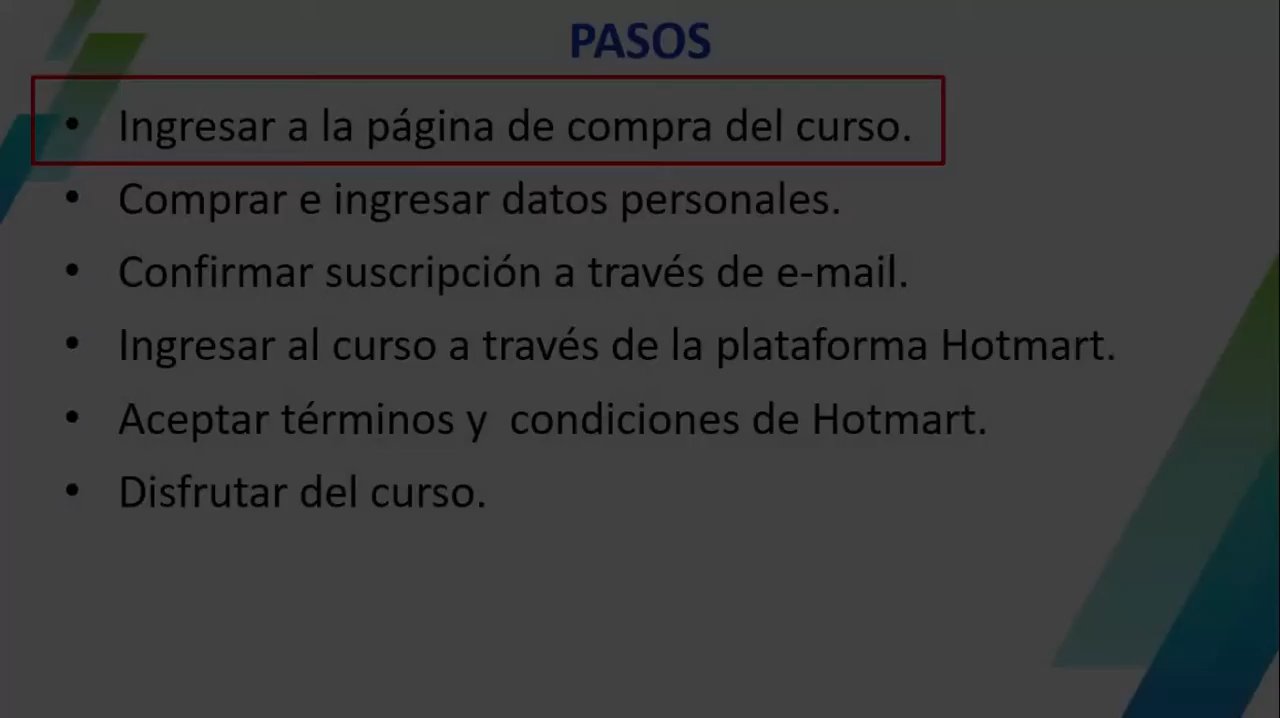 PASOS
• Ingresar a la página de compra del curso.
• Comprar e ingresar datos personales.
• Confirmar suscripción a través de e-mail.
• Ingresar al curso a través de la plataforma Hotmart.
• Aceptar términos y  condiciones de Hotmart.
• Disfrutar del curso.